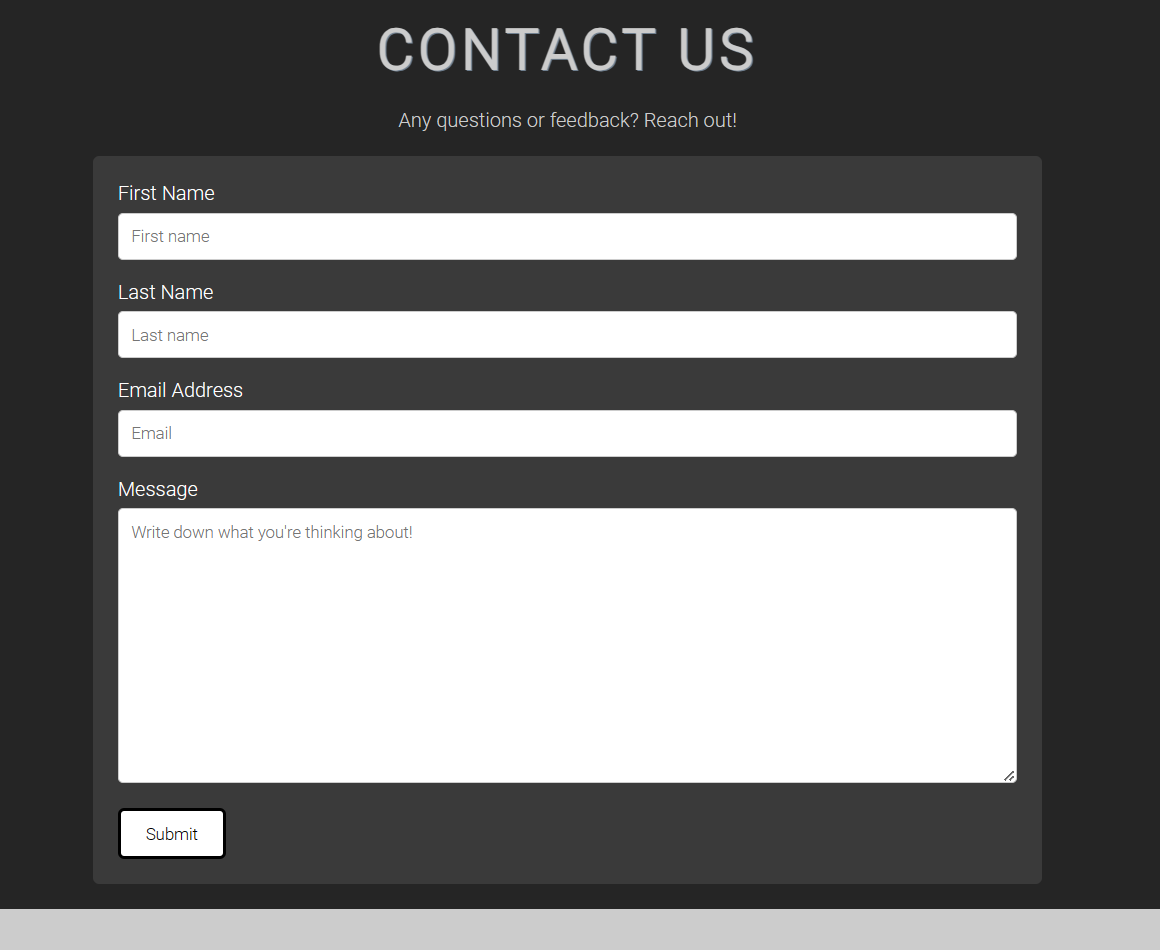 CONTACT US
Any questions or feedback? Reach out!
First Name
First name
Last Name
Last name
Email Address
Email
Message
Write down what you're thinking about!
Submit